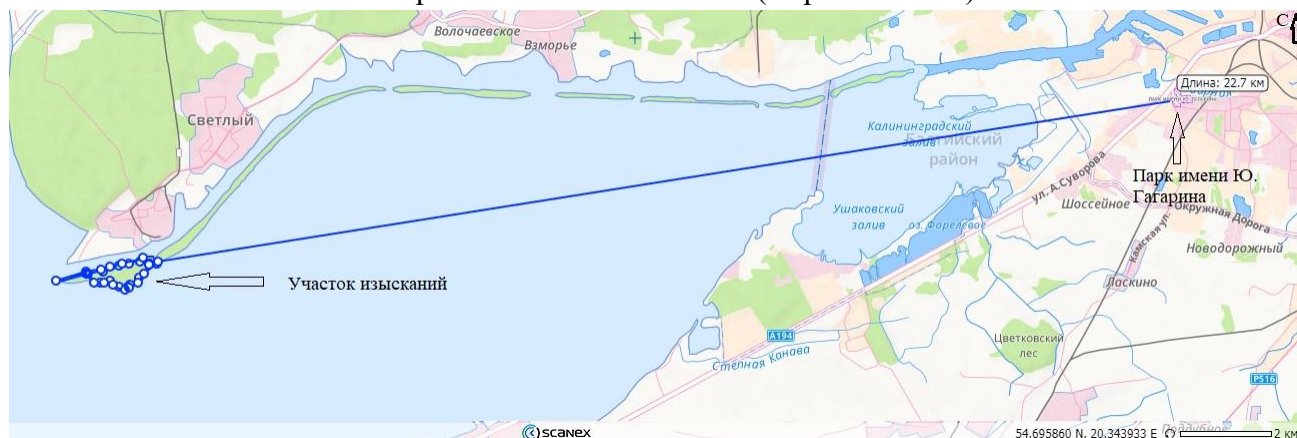 Волочаевское
Взморье
С
Длина: 22.7 км
Светлый
Калининградский
залив
Балтийский
район
Парк имени Ю.
Гагарина
ул. А.Суворова
Шоссейное
Окружная Дорога
Ушаковский
залив
оз. Форелевое
Камская ул.
Новодорожный
Участок изысканий
Ласкино
A194
Степная Канава
Цветковский
лес
P516
scanex
54.695860 N, 20.343933 E
2 км